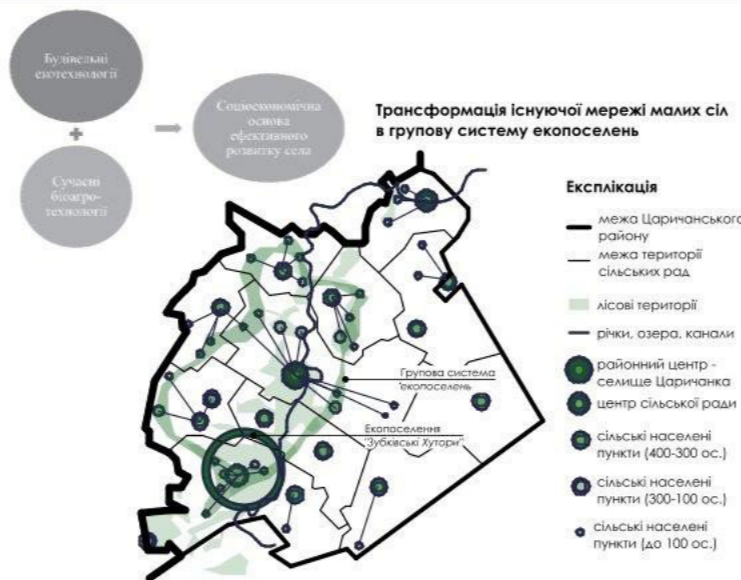 Будівельні
екотехнології
+
Сучасні
біоагро-
технології
Соціоекономічна
основа
ефективного
розвитку села
Трансформація існуючої мережі малих сіл
в групову систему екопоселень
Експлікація
межа Царичанського
району
межа території
сільських рад
лісові території
річки, озера, канали
районний центр -
селище Царичанка
центр сільської ради
сільські населені
пункти (400-300 ос.)
сільські населені
пункти (300-100 ос.)
сільські населені
пункти (до 100 ос.)
Групова система
екопоселень
Екопоселення
"Зубківські Хутори"